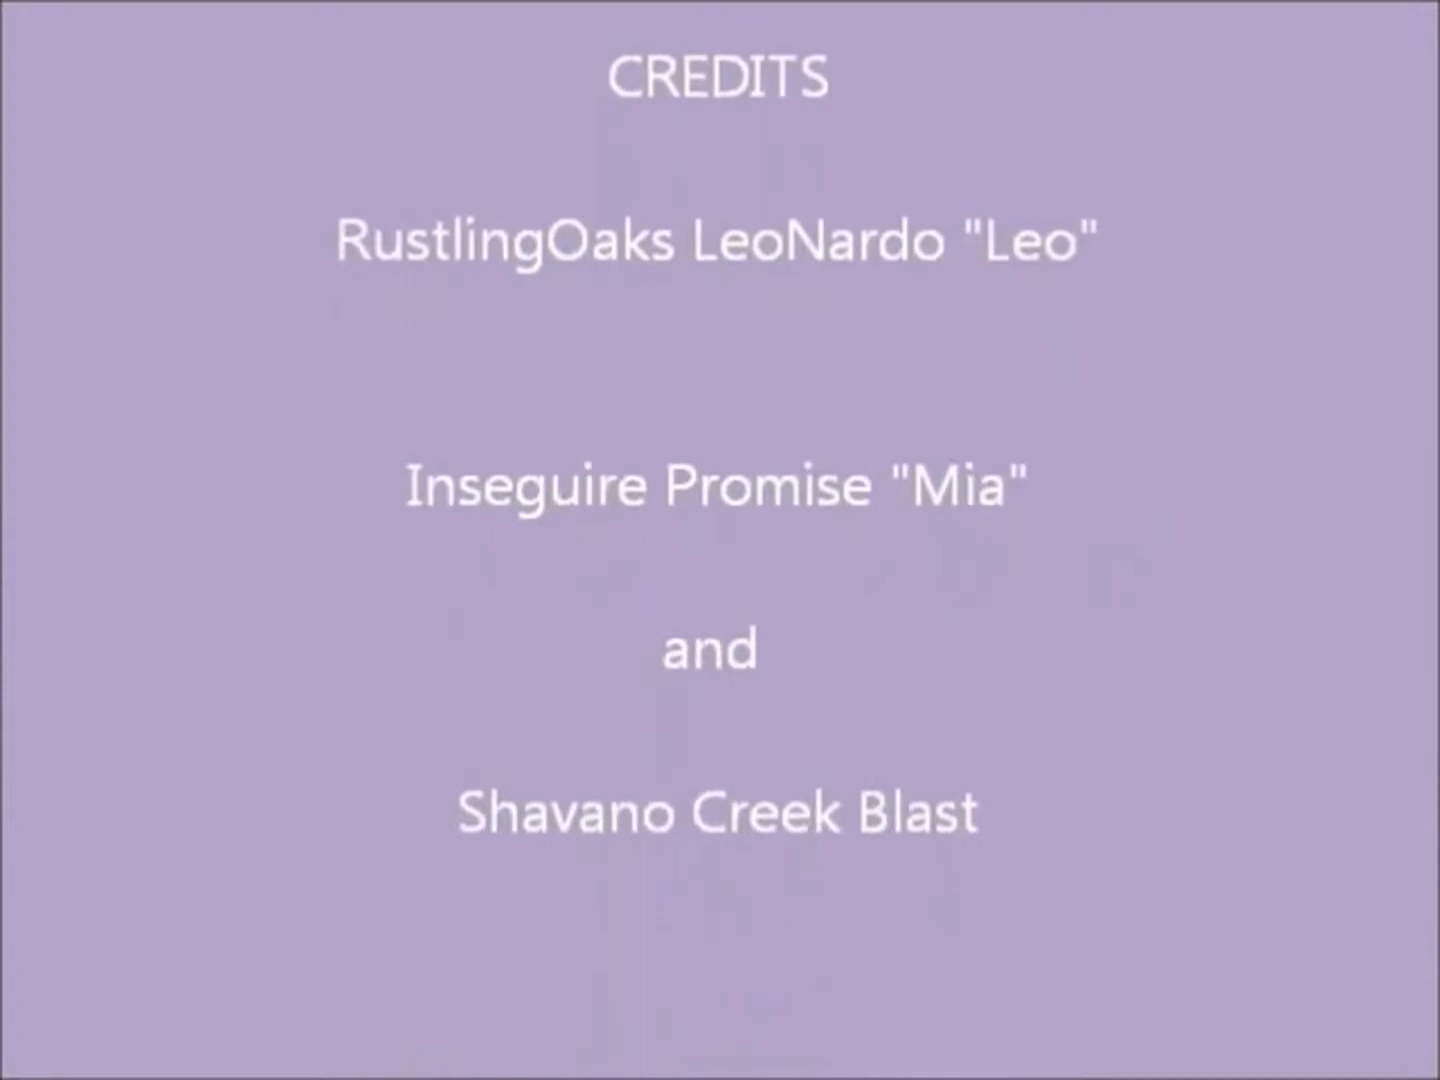 CREDITS
RustlingOaks LeoNardo "Leo"
Inseguire Promise "Mia"
and
Shavano Creek Blast